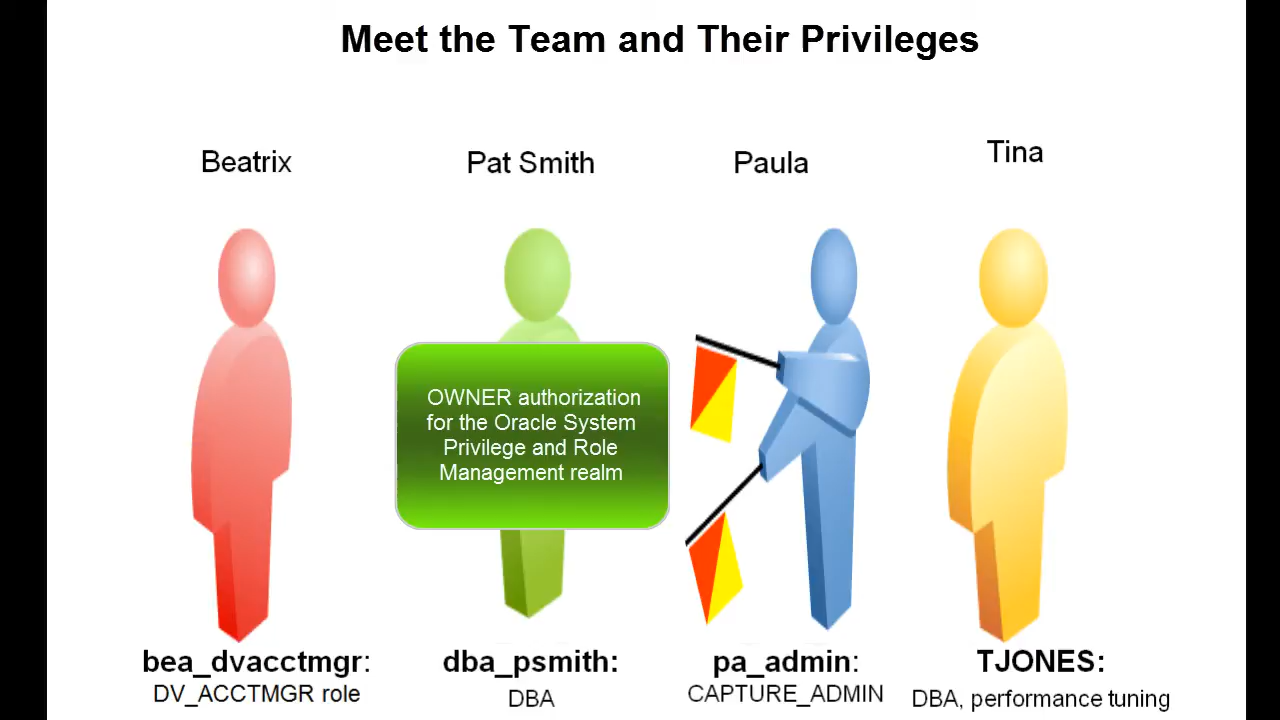 Meet the Team and Their Privileges
Beatrix
Pat Smith
Paula
Tina
OWNER authorization
for the Oracle System
Privilege and Role
Management realm
bea_dvacctmgr:
DV_ACCTMGR role
dba_psmith:
DBA
pa_admin:
CAPTURE_ADMIN
TJONES:
DBA, performance tuning